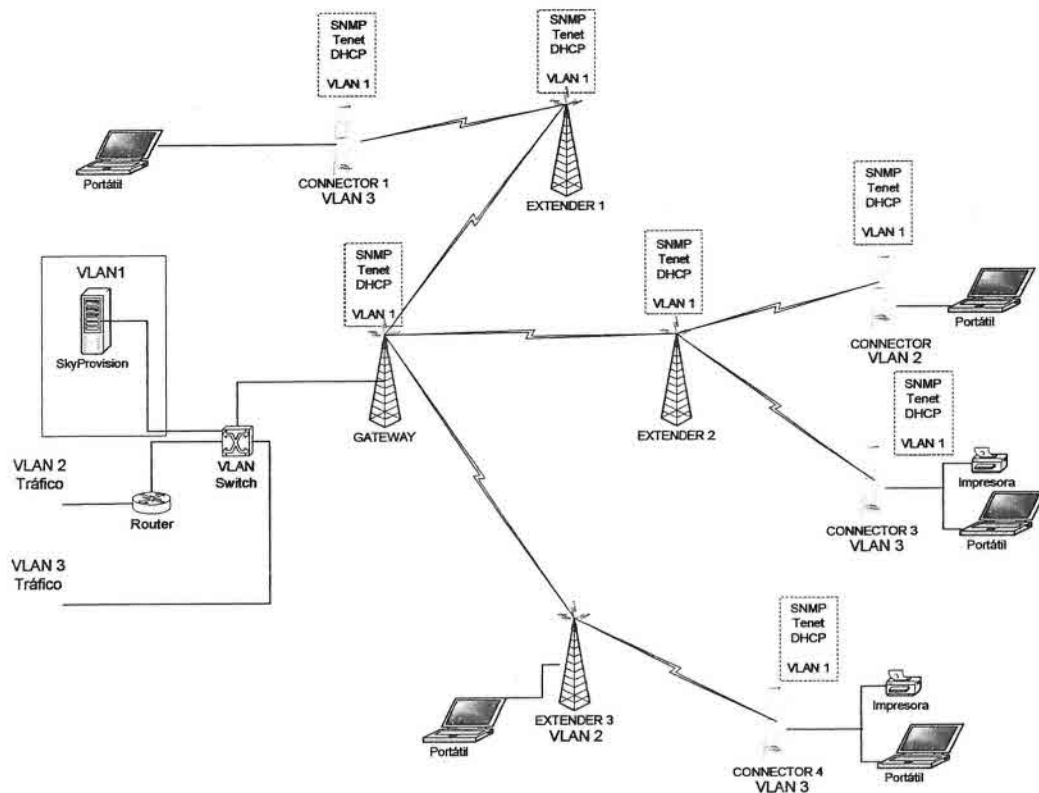 SNMP
Tenet
DHCP
VLAN 1
SNMP
Tenet
DHCP
VLAN 1
Portátil
CONNECTOR 1
VLAN 3
EXTENDER 1
SNMP
Tenet
DHCP
VLAN 1
VLAN1
SkyProvision
SNMP
Tenet
DHCP
VLAN 1
SNMP
Tenet
DHCP
VLAN 1
Portátil
CONNECTOR
VLAN 2
GATEWAY
EXTENDER 2
SNMP
Tenet
DHCP
VLAN 1
VLAN
Switch
VLAN 2
Tráfico
Router
Impresora
CONNECTOR 3
VLAN 3
Portátil
VLAN 3
Tráfico
SNMP
Tenet
DHCP
VLAN 1
Impresora
Portátil
EXTENDER 3
VLAN 2
CONNECTOR 4
VLAN 3
Portátil